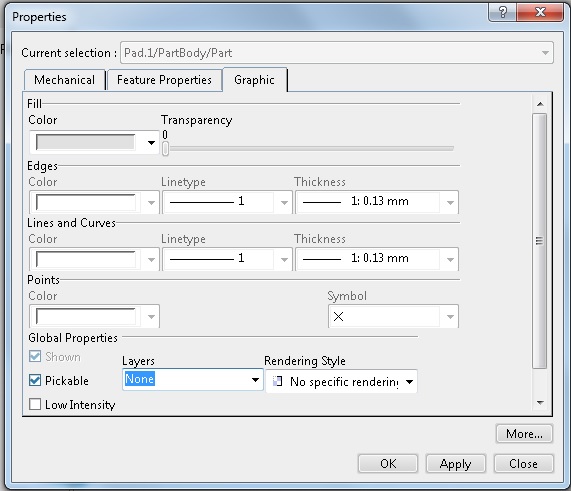 Properties
?
Current selection : Pad.1/PartBody/Part
Mechanical Feature Properties Graphic
Fill
Color Transparency
0
Edges
Color Linetype Thickness
1 1: 0.13 mm
Lines and Curves
Color Linetype Thickness
1 1: 0.13 mm
Points
Color Symbol
Global Properties
Shown Layers Rendering Style
Pickable None No specific rendering
Low Intensity
More...
OK Apply Close